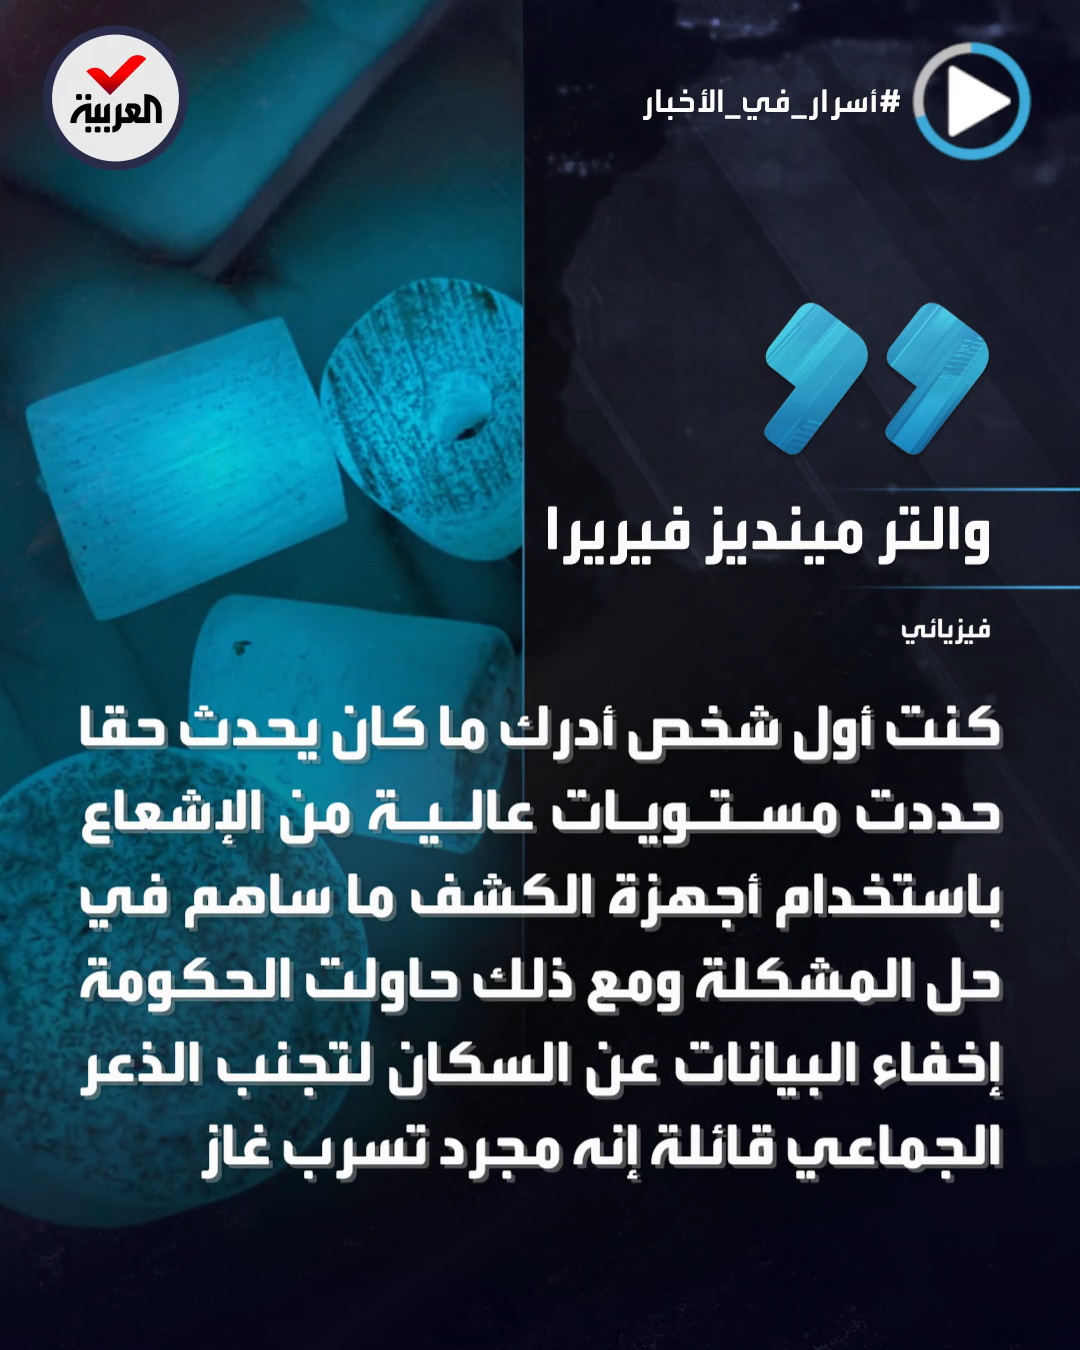 العربية
#أسرار_في_الأخبار
والتر مينديز فيريرا
فيزيائي
كنت أول شخص أدرك ما كان يحدث حقا
حددت مستويات عالية من الإشعاع
باستخدام أجهزة الكشف ما ساهم في
حل المشكلة ومع ذلك حاولت الحكومة
إخفاء البيانات عن السكان لتجنب الذعر
الجماعي قائلة إنه مجرد تسرب غاز